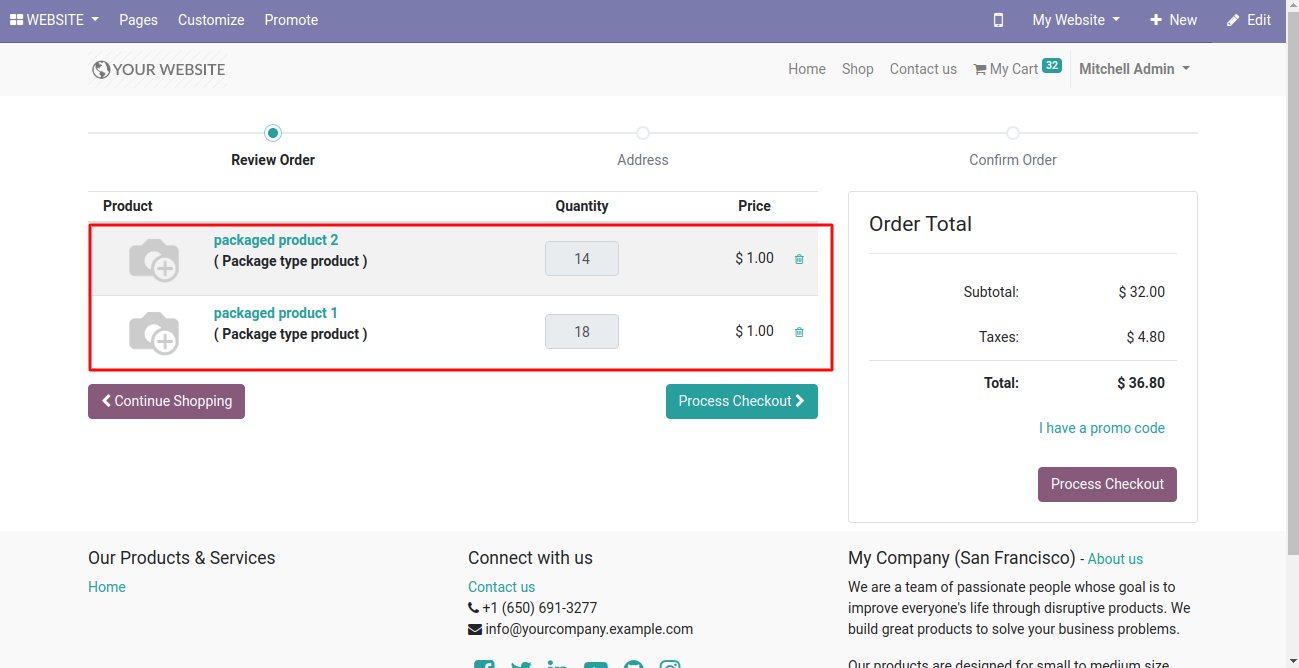 WEBSITE Pages Customize Promote My Website New Edit
YOUR WEBSITE Home Shop Contact us My Cart 32 Mitchell Admin
Review Order Address Confirm Order
Product Quantity Price
packaged product 2
( Package type product )
14 $ 1.00
packaged product 1
( Package type product )
18 $ 1.00
Continue Shopping Process Checkout
Order Total
Subtotal: $ 32.00
Taxes: $ 4.80
Total: $ 36.80
I have a promo code
Process Checkout
Our Products & Services
Home
Connect with us
Contact us
+1 (650) 691-3277
info@yourcompany.example.com
My Company (San Francisco) - About us
We are a team of passionate people whose goal is to
improve everyone's life through disruptive products. We
build great products to solve your business problems.
Our products are designed for small to medium size